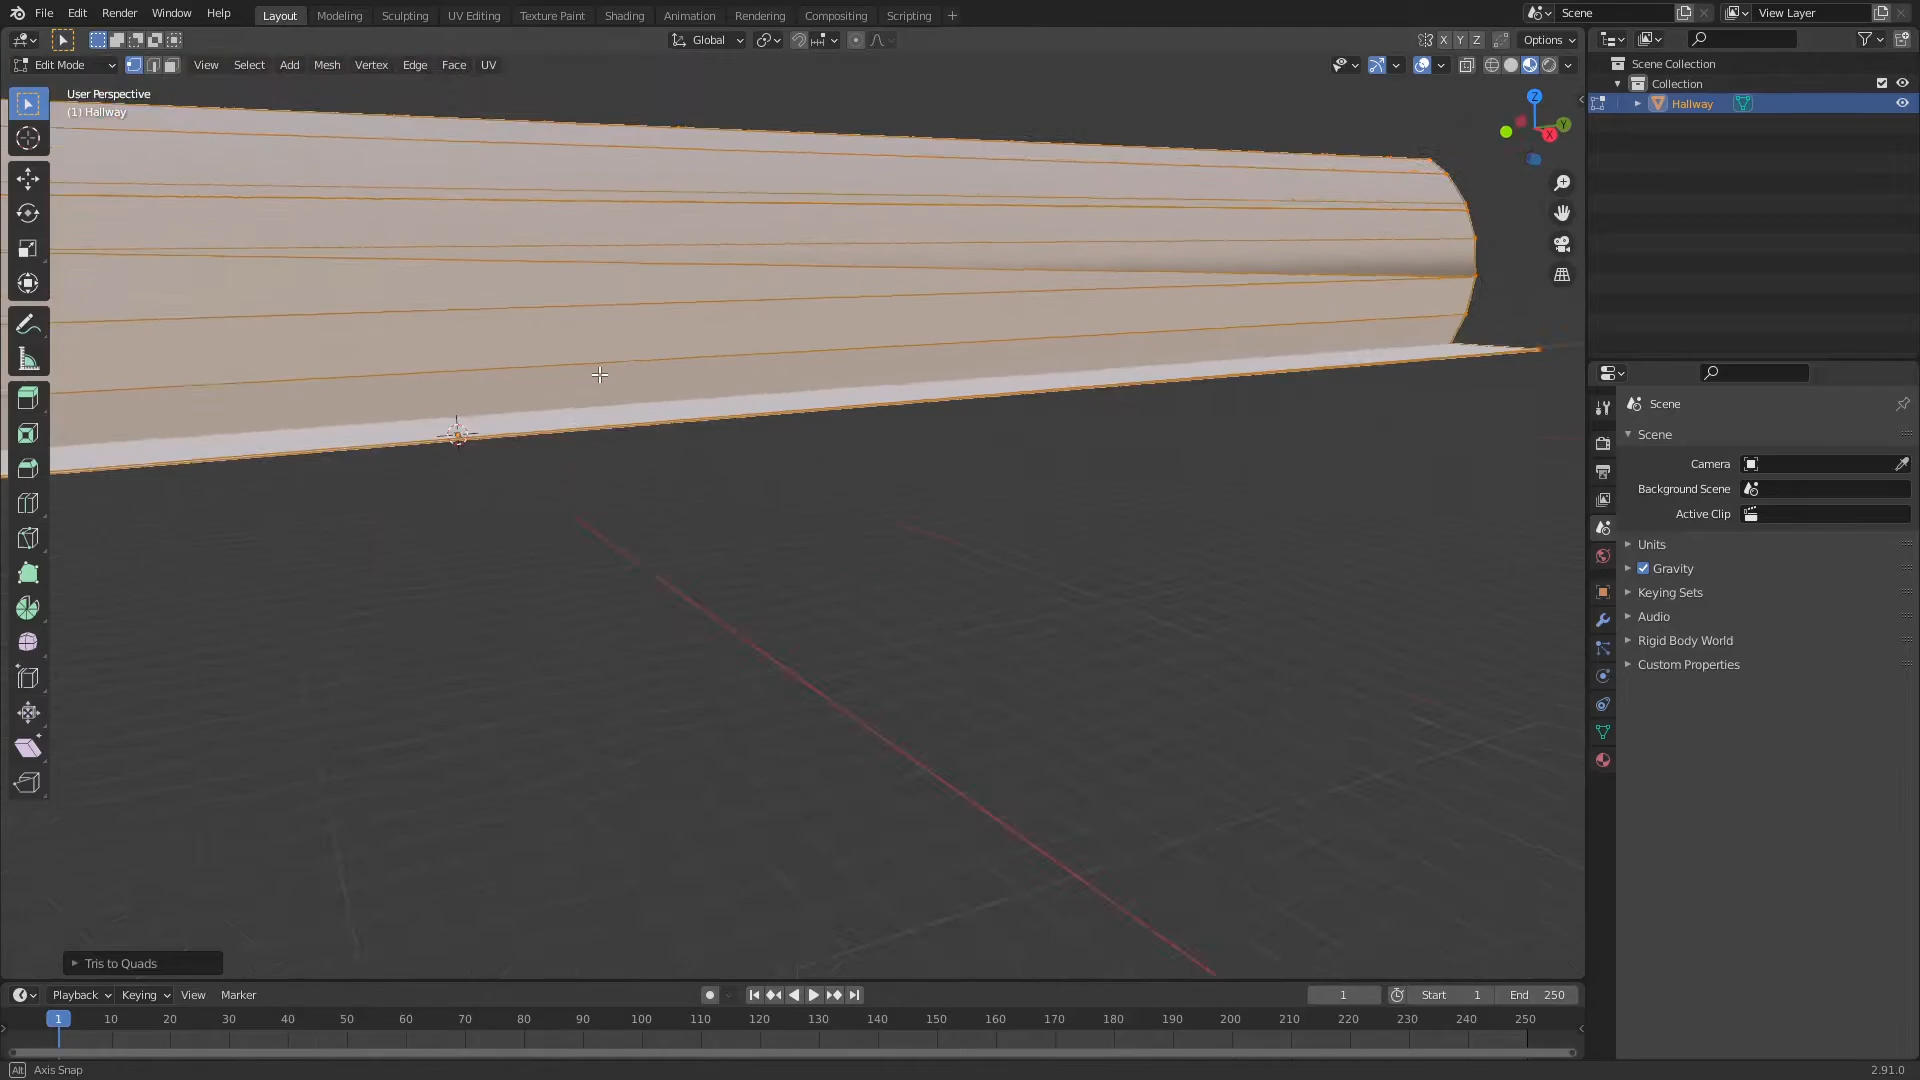 File Edit Render Window Help
Layout Modeling Sculpting UV Editing Texture Paint Shading Animation Rendering Compositing Scripting +
Scene
View Layer
Global
X Y Z
Options
Edit Mode
View Select Add Mesh Vertex Edge Face UV
User Perspective
(1) Hallway
Z
Y
X
Scene Collection
Collection
Hallway
Scene
Scene
Camera
Background Scene
Active Clip
Units
Gravity
Keying Sets
Audio
Rigid Body World
Custom Properties
Tris to Quads
Playback Keying View Marker
1
Start 1
End 250
1 10 20 30 40 50 60 70 80 90 100 110 120 130 140 150 160 170 180 190 200 210 220 230 240 250
Alt Axis Snap
2.91.0